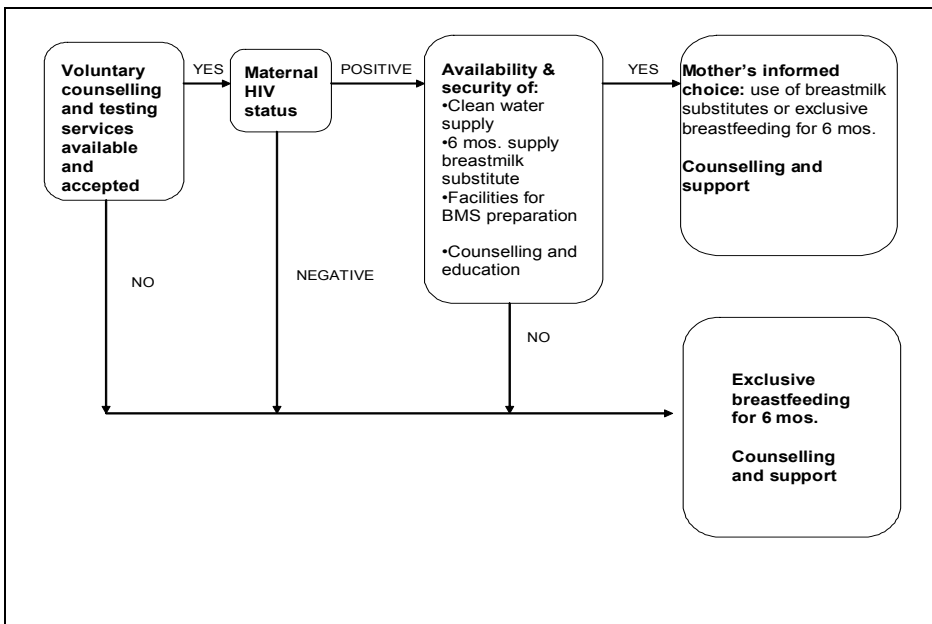 Voluntary
counselling
and testing
services
available
and
accepted
YES
Maternal
HIV
status
POSITIVE
Availability &
security of:
•Clean water
supply
•6 mos. supply
breastmilk
substitute
•Facilities for
BMS preparation
•Counselling and
education
YES
Mother's informed
choice: use of breastmilk
substitutes or exclusive
breastfeeding for 6 mos.
Counselling and
support
NO
NEGATIVE
NO
Exclusive
breastfeeding
for 6 mos.
Counselling
and support